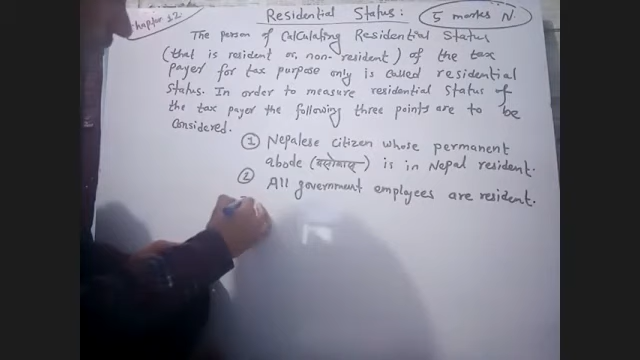 Chapter 12
Residential Status:
5 marks N.
The person of Calculating Residential Status
(that is resident or non-resident) of the tax
payer for tax purpose only is called residential
Status. In order to measure residential Status of
the tax payer the following three points are to be
Considered.
① Nepalese citizen whose permanent
abode (बसोबास) is in Nepal resident.
② All government employees are resident.